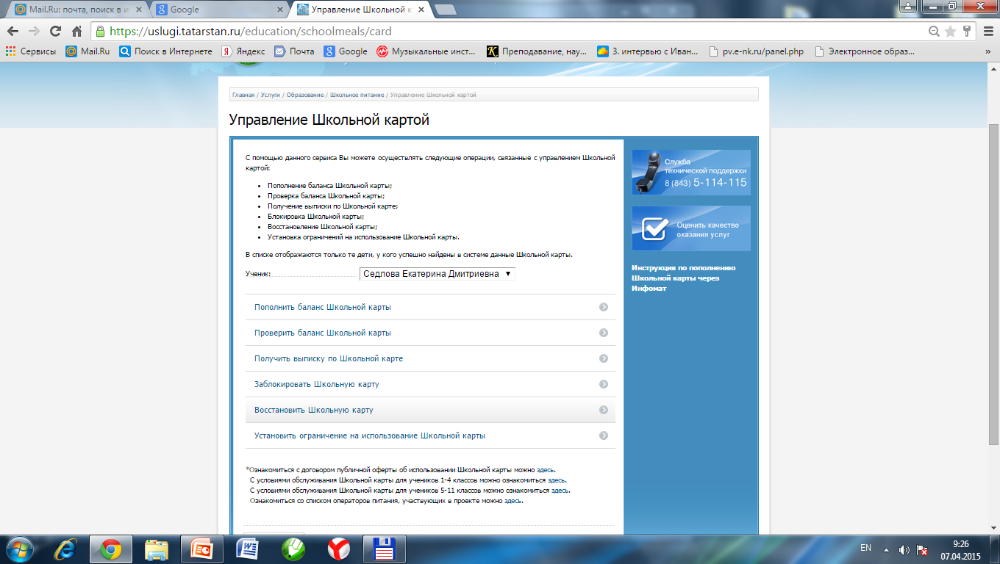 Mail.Ru: почта, поиск в и
Google
Управление Школьной к
https://uslugi.tatarstan.ru/education/schoolmeals/card
Сервисы
Mail.Ru
Поиск в Интернете
Яндекс
Почта
Google
Музыкальные инст...
Преподавание, нау...
3. интервью с Иван...
pv.e-nk.ru/panel.php
Электронное образ...
»
Главная / Услуги / Образование / Школьное питание / Управление Школьной картой
Управление Школьной картой
С помощью данного сервиса Вы можете осуществлять следующие операции, связанные с управлением Школьной
картой:
• Пополнение баланса Школьной карты;
• Проверка баланса Школьной карты;
• Получение выписки по Школьной карте;
• Блокировка Школьной карты;
• Восстановление Школьной карты;
• Установка ограничений на использование Школьной карты.
В списке отображаются только те дети, у кого успешно найдены в системе данные Школьной карты.
Ученик: Седлова Екатерина Дмитриевна
Пополнить баланс Школьной карты
Проверить баланс Школьной карты
Получить выписку по Школьной карте
Заблокировать Школьную карту
Восстановить Школьную карту
Установить ограничение на использование Школьной карты
*Ознакомиться с договором публичной оферты об использовании Школьной карты можно здесь.
С условиями обслуживания Школьной карты для учеников 1-4 классов можно ознакомиться здесь.
С условиями обслуживания Школьной карты для учеников 5-11 классов можно ознакомиться здесь.
Ознакомиться со списком операторов питания, участвующих в проекте можно здесь.
Служба
технической поддержки
8 (843) 5-114-115
Оценить качество
оказания услуг
Инструкция по пополнению
Школьной карты через
Инфомат
EN
9:26
07.04.2015